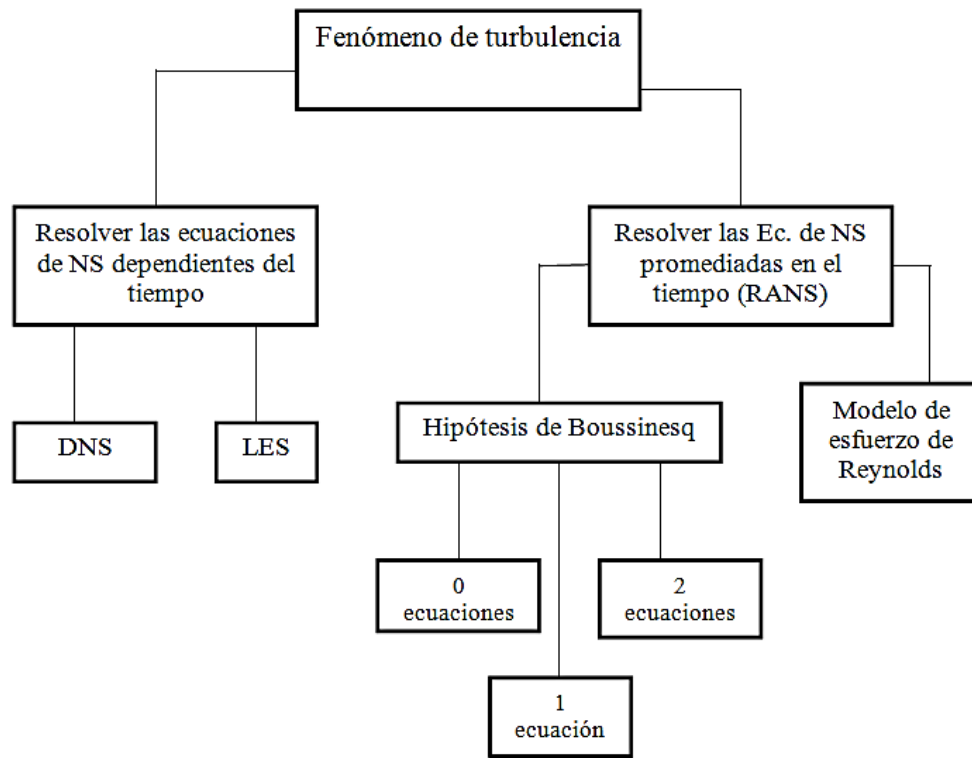 Fenómeno de turbulencia
Resolver las ecuaciones
de NS dependientes del
tiempo
Resolver las Ec. de NS
promediadas en el
tiempo (RANS)
DNS
LES
Hipótesis de Boussinesq
Modelo de
esfuerzo de
Reynolds
0
ecuaciones
2
ecuaciones
1
ecuación